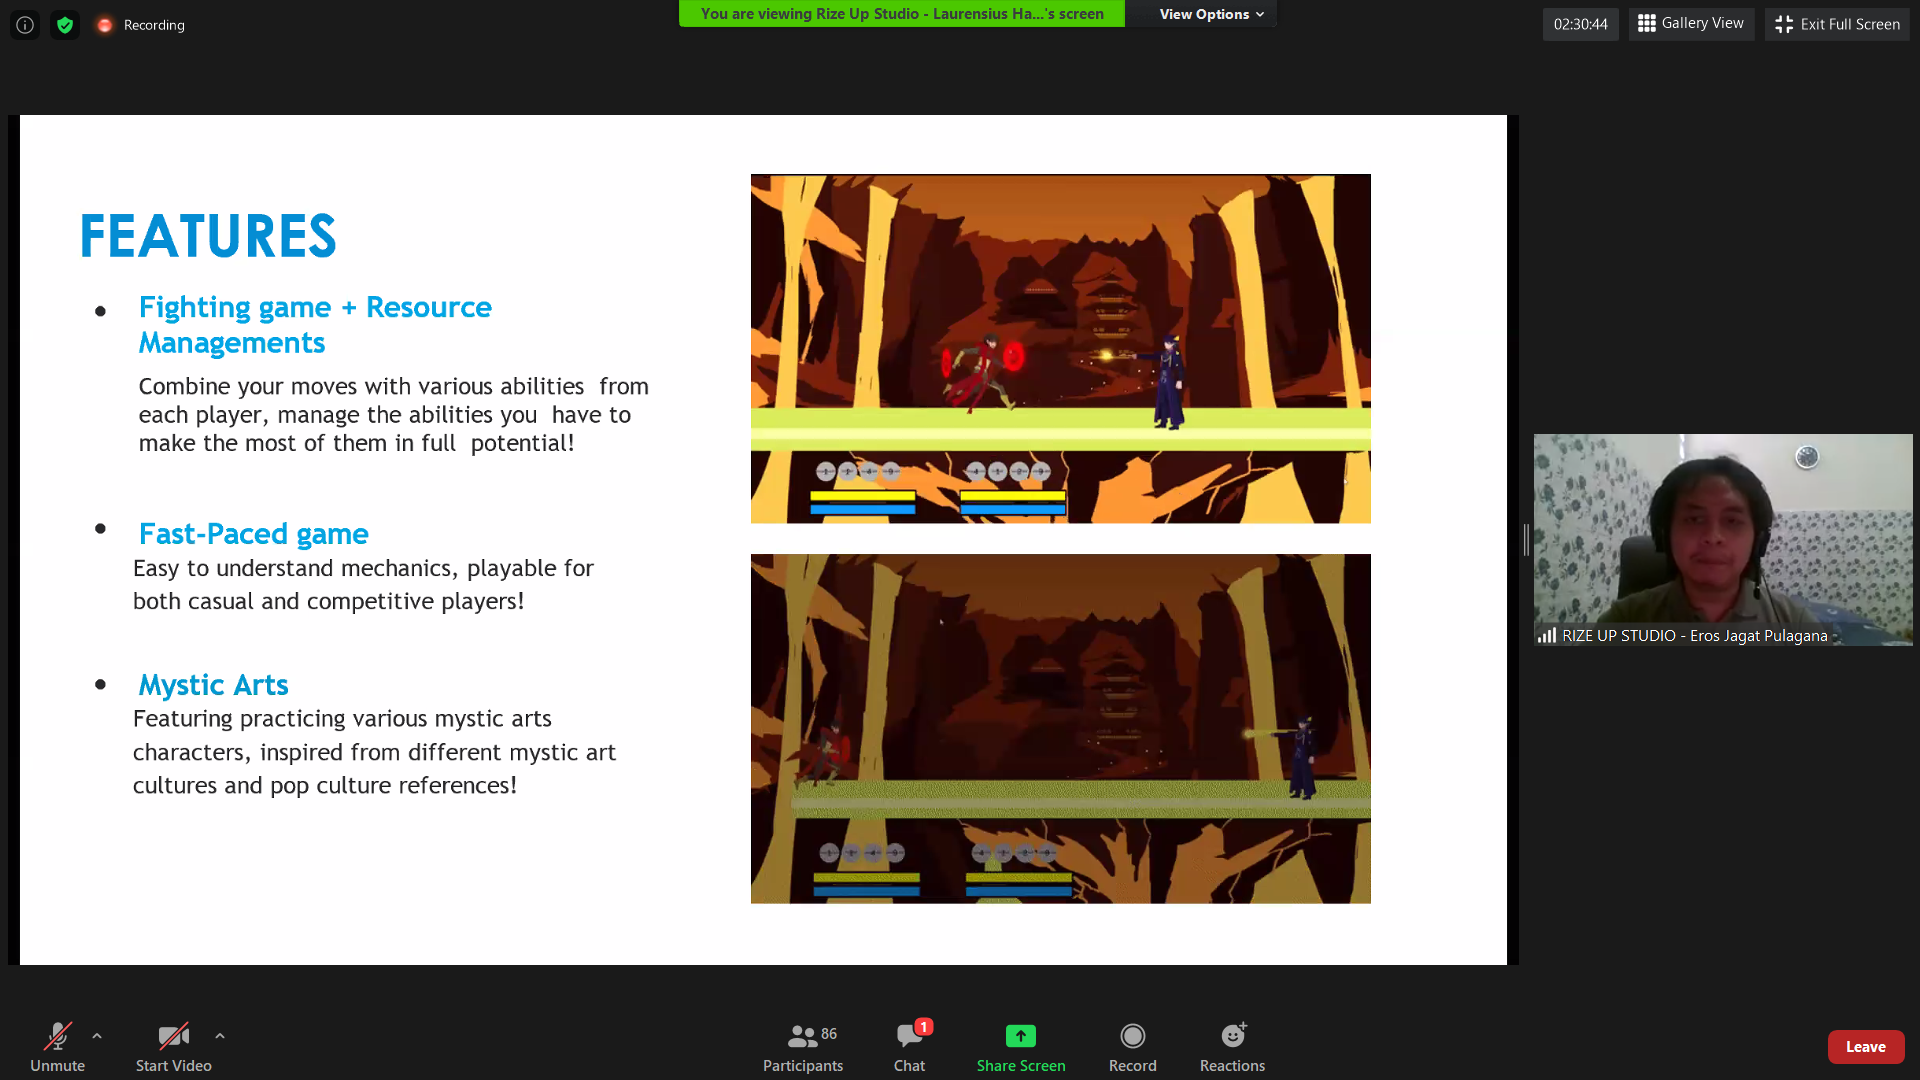 Recording
You are viewing Rize Up Studio - Laurensius Ha...'s screen
View Options
02:30:44
Gallery View
Exit Full Screen
FEATURES
Fighting game + Resource
Managements
Combine your moves with various abilities from
each player, manage the abilities you have to
make the most of them in full potential!
Fast-Paced game
Easy to understand mechanics, playable for
both casual and competitive players!
Mystic Arts
Featuring practicing various mystic arts
characters, inspired from different mystic art
cultures and pop culture references!
RIZE UP STUDIO - Eros Jagat Pulagana
Unmute
Start Video
86
Participants
1
Chat
Share Screen
Record
Reactions
Leave